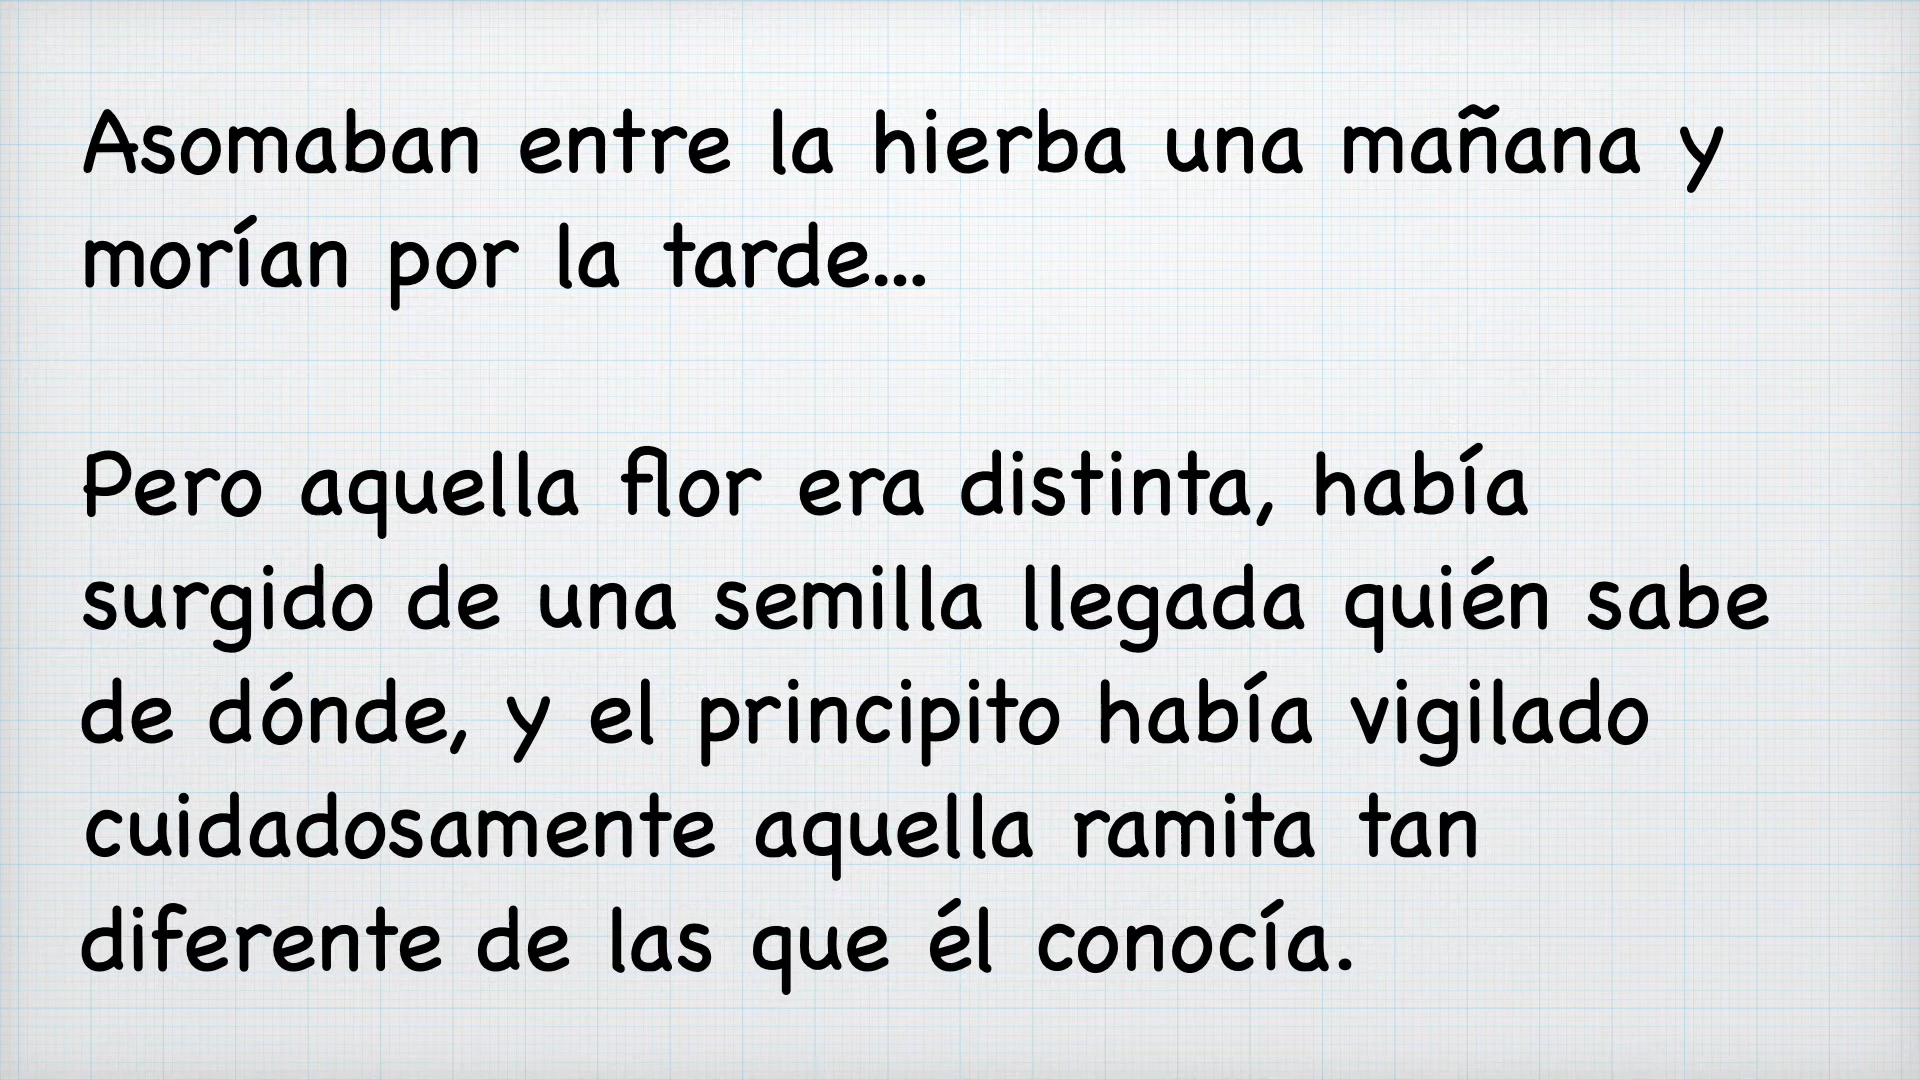 Asomaban entre la hierba una mañana y
morían por la tarde...
Pero aquella flor era distinta, había
surgido de una semilla llegada quién sabe
de dónde, y el principito había vigilado
cuidadosamente aquella ramita tan
diferente de las que él conocía.